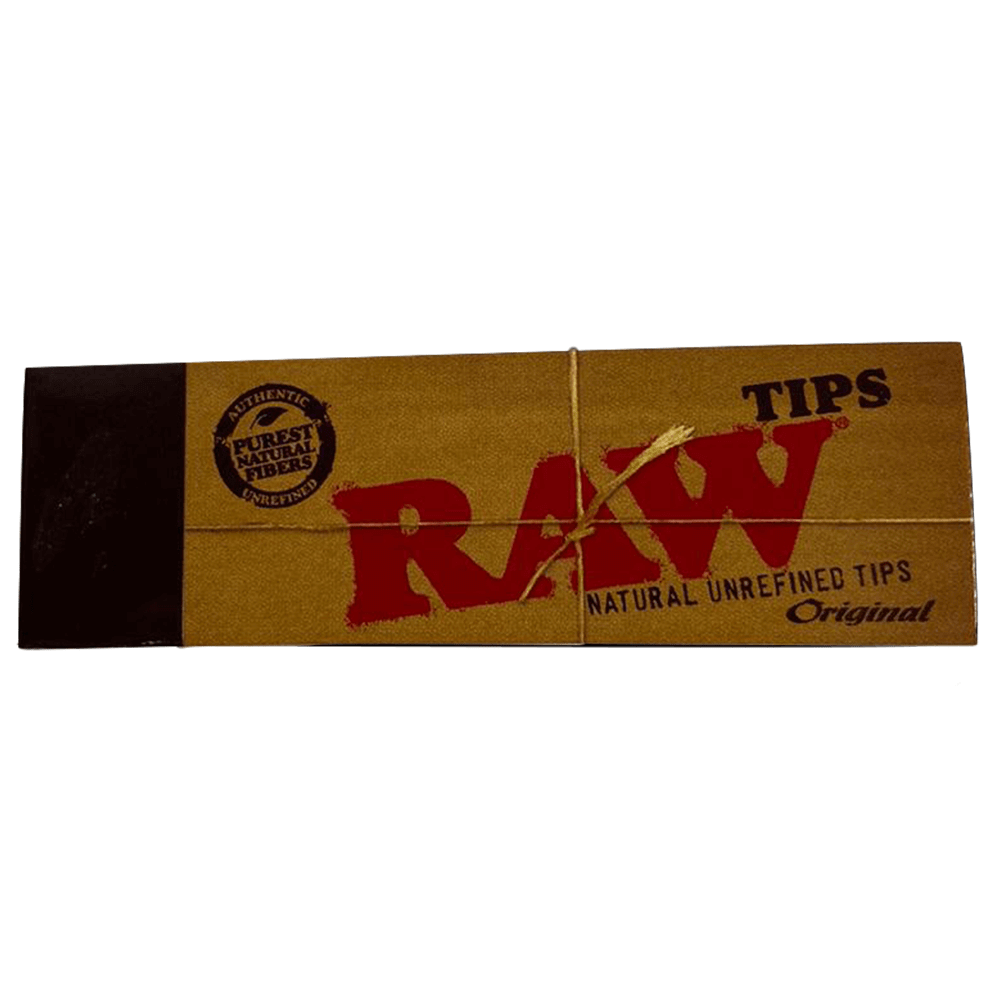 AUTHENTIC
PUREST
NATURAL
FIBERS
UNREFINED
TIPS
RAW®
NATURAL UNREFINED TIPS
Original